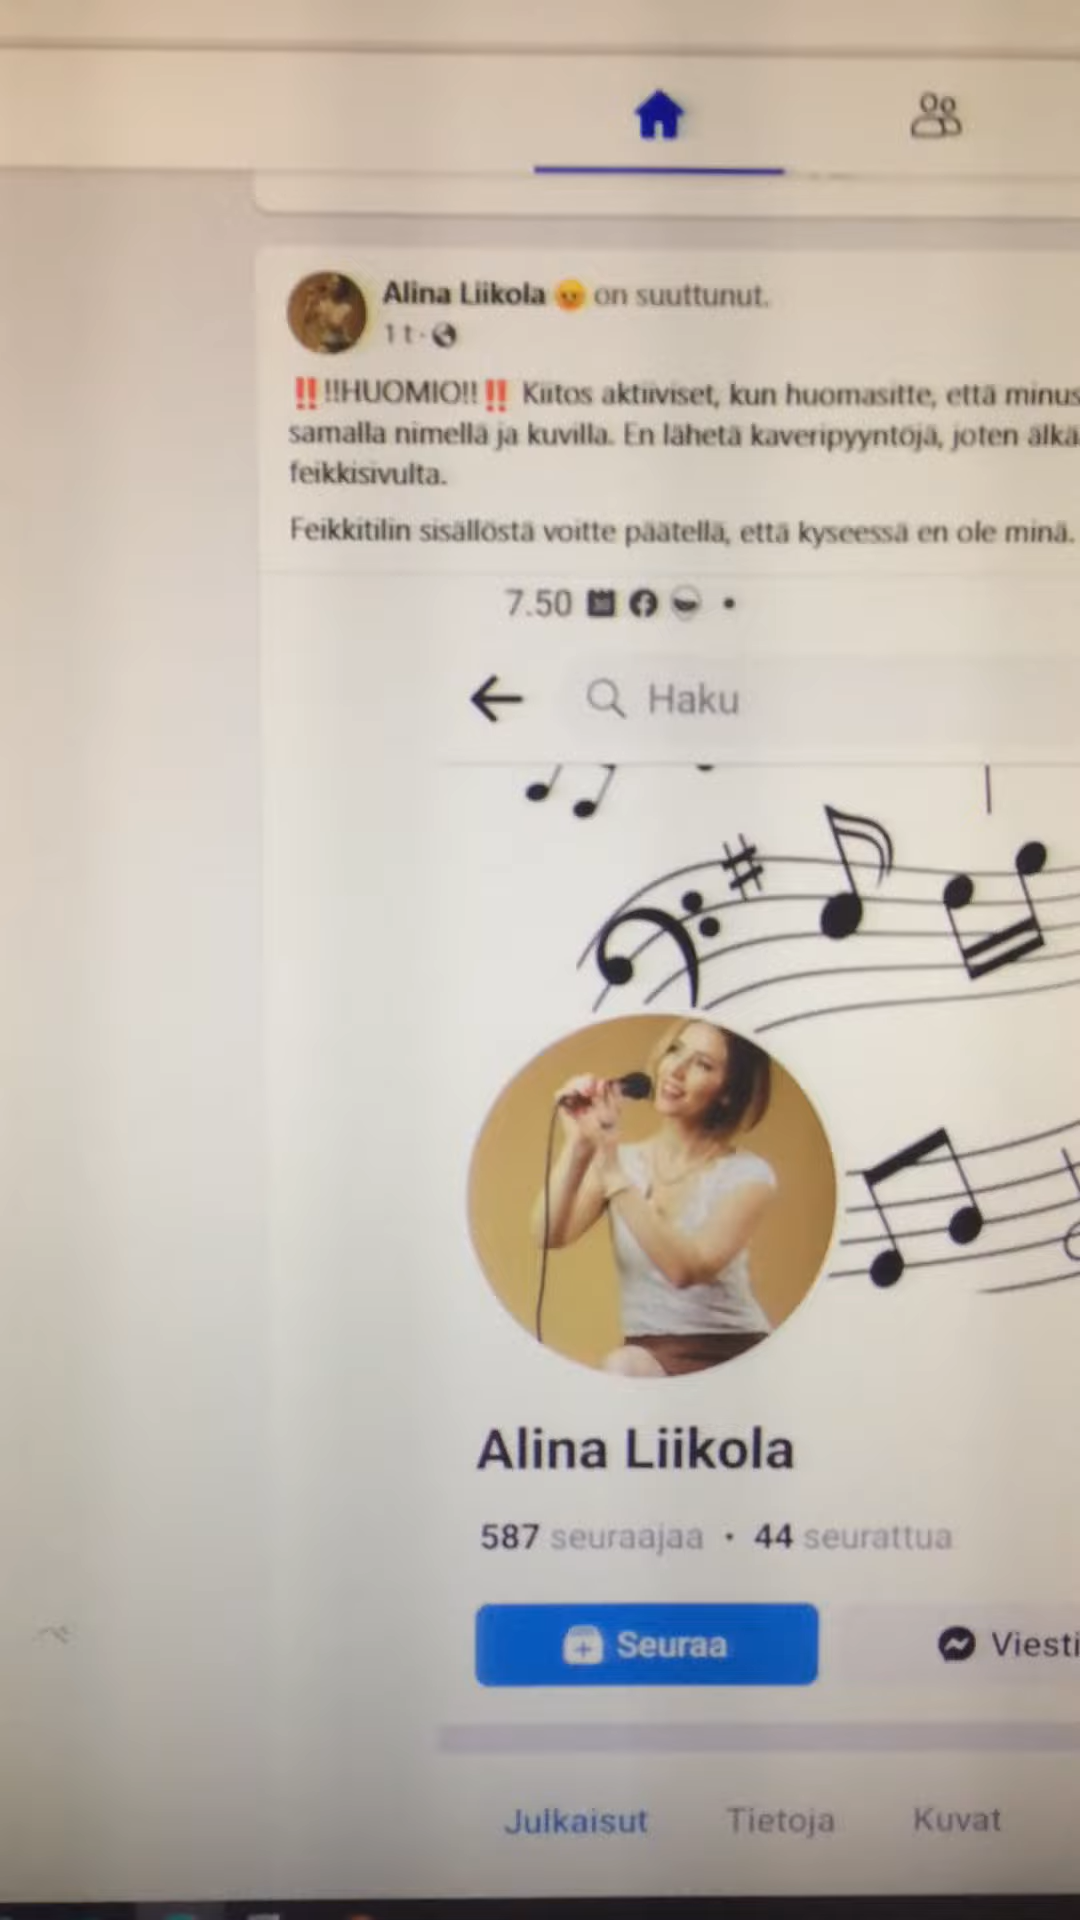 Alina Liikola 😡 on suuttunut.
1 t ·
‼️!!HUOMIO!!‼️ Kiitos aktiiviset, kun huomasitte, että minus
samalla nimellä ja kuvilla. En lähetä kaveripyyntöjä, joten älkä
feikkisivulta.
Feikkitilin sisällöstä voitte päätellä, että kyseessä en ole minä.
7.50
Haku
Alina Liikola
587 seuraajaa • 44 seurattua
Seuraa
Viesti
Julkaisut Tietoja Kuvat